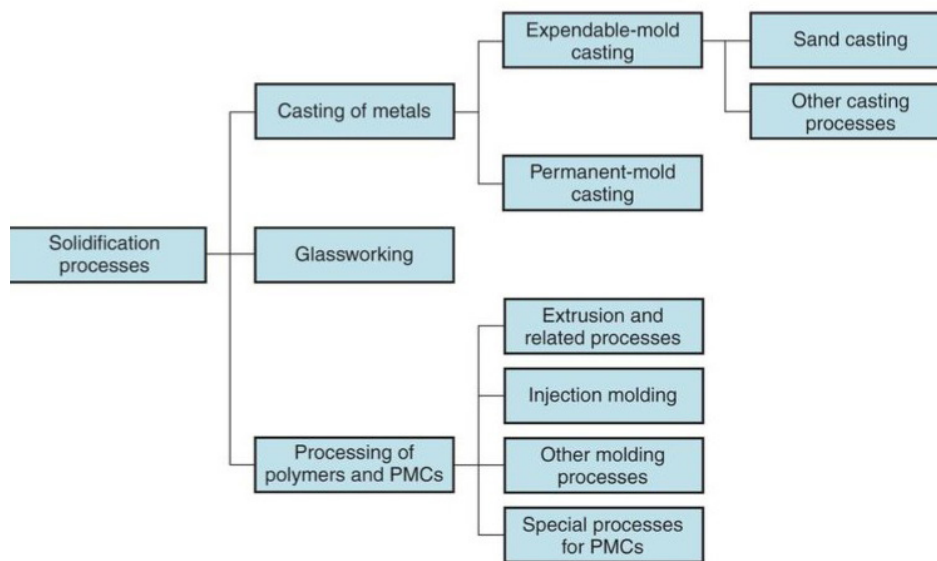 Expendable-mold
casting
Sand casting
Other casting
processes
Casting of metals
Permanent-mold
casting
Solidification
processes
Glassworking
Extrusion and
related processes
Injection molding
Processing of
polymers and PMCs
Other molding
processes
Special processes
for PMCs